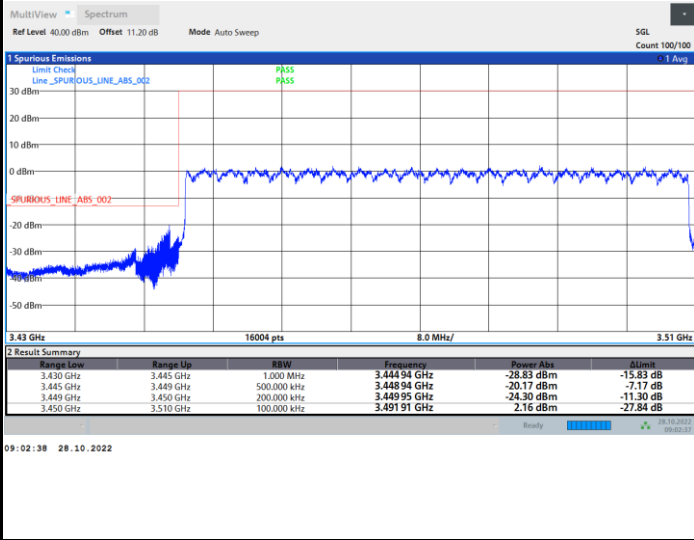 MultiView Spectrum
Ref Level 40.00 dBm Offset 11.20 dB Mode Auto Sweep SGL
Count 100/100
1 Spurious Emissions 1 Avg
Limit Check PASS
Line _SPURIOUS_LINE_ABS_002 PASS
30 dBm
20 dBm
10 dBm
0 dBm
_SPURIOUS_LINE_ABS_002
-20 dBm
-30 dBm
-40 dBm
-50 dBm
3.43 GHz 16004 pts 8.0 MHz/ 3.51 GHz
2 Result Summary
Range Low Range Up RBW Frequency Power Abs ΔLimit
3.430 GHz 3.445 GHz 1.000 MHz 3.444 94 GHz -28.83 dBm -15.83 dB
3.445 GHz 3.449 GHz 500.000 kHz 3.448 94 GHz -20.17 dBm -7.17 dB
3.449 GHz 3.450 GHz 200.000 kHz 3.449 95 GHz -24.30 dBm -11.30 dB
3.450 GHz 3.510 GHz 100.000 kHz 3.491 91 GHz 2.16 dBm -27.84 dB
Ready 28.10.2022
09:02:37
09:02:38 28.10.2022